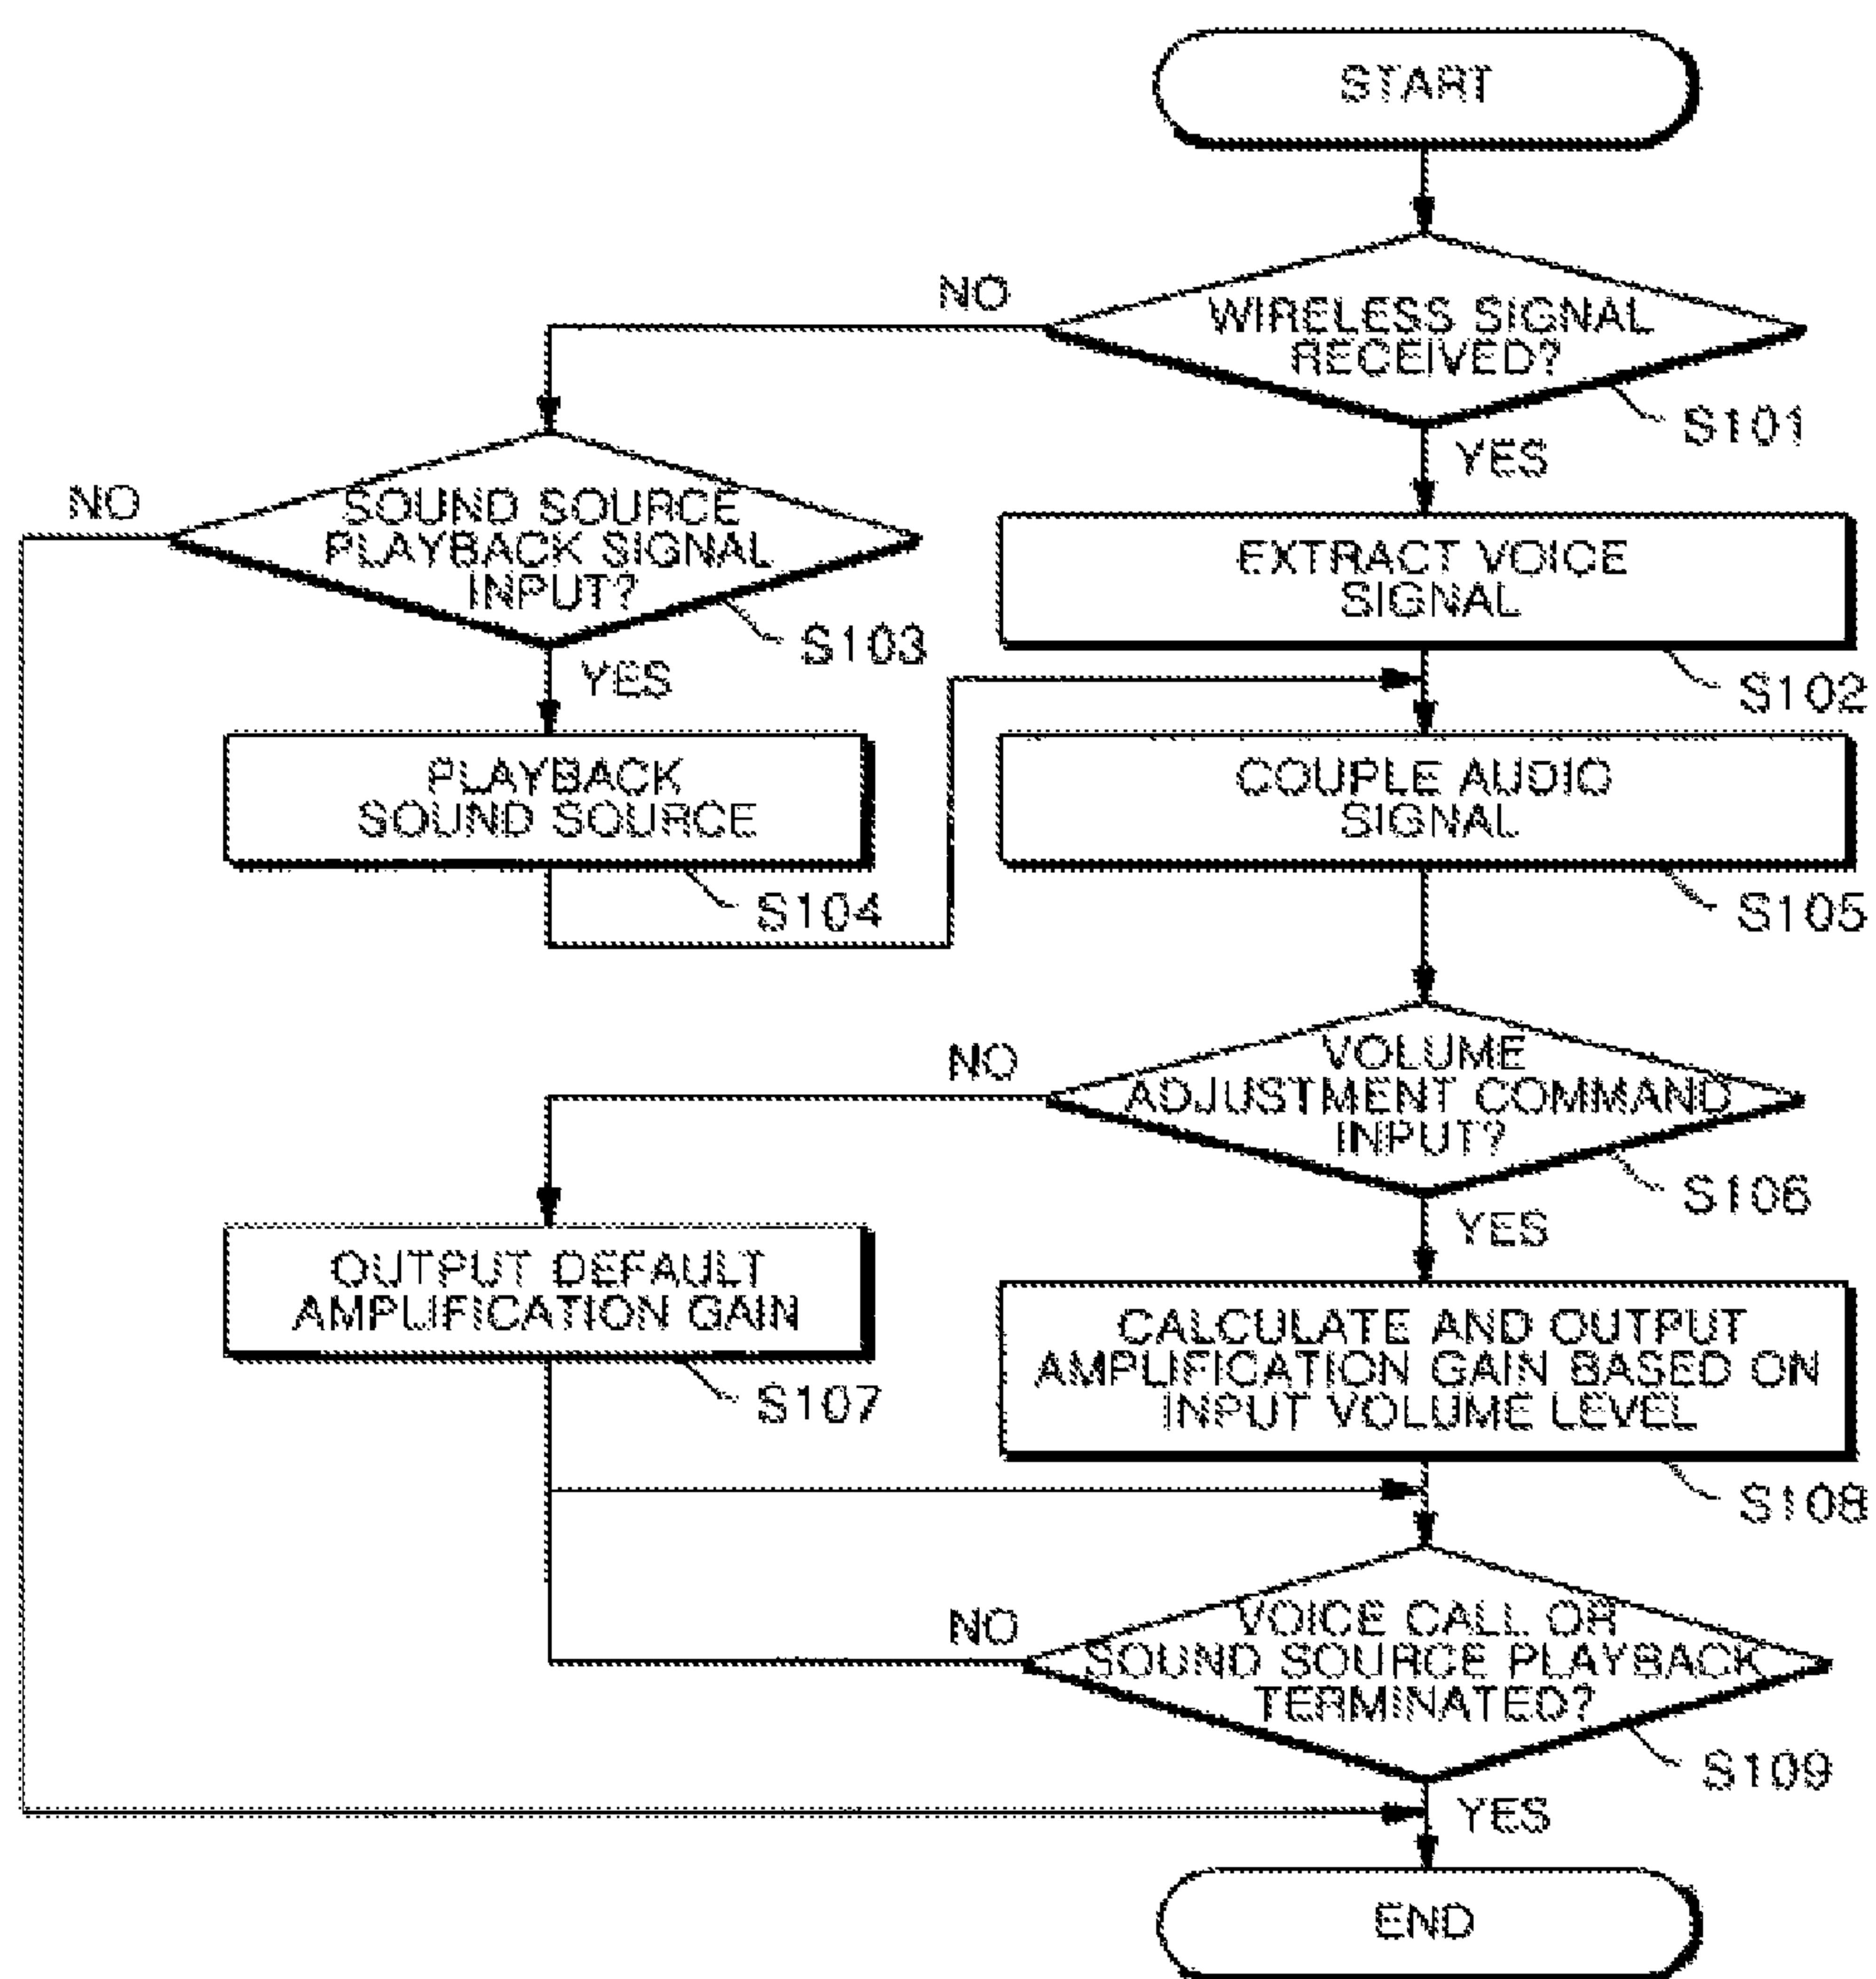 START
NO
WIRELESS SIGNAL
RECEIVED?
S101
YES
NO
SOUND SOURCE
PLAYBACK SIGNAL
INPUT?
S103
YES
EXTRACT VOICE
SIGNAL
S102
PLAYBACK
SOUND SOURCE
S104
COUPLE AUDIO
SIGNAL
S105
NO
VOLUME
ADJUSTMENT COMMAND
INPUT?
S106
YES
OUTPUT DEFAULT
AMPLIFICATION GAIN
S107
CALCULATE AND OUTPUT
AMPLIFICATION GAIN BASED ON
INPUT VOLUME LEVEL
S108
NO
VOICE CALL OR
SOUND SOURCE PLAYBACK
TERMINATED?
S109
YES
END